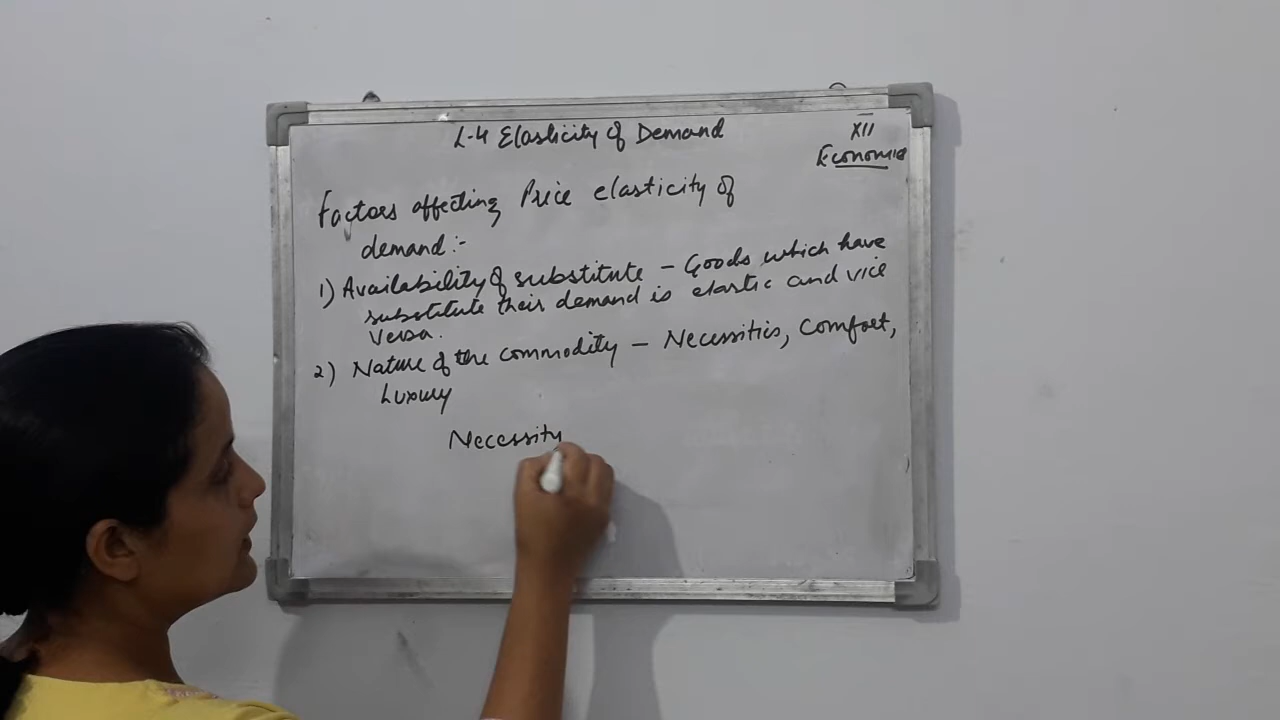 L-4 Elasticity of Demand
XII
Economics
Factors affecting Price elasticity of
demand :-
1) Availability of substitute - Goods which have
substitute their demand is elastic and vice
versa.
2) Nature of the commodity - Necessities, Comfort,
Luxury
Necessity